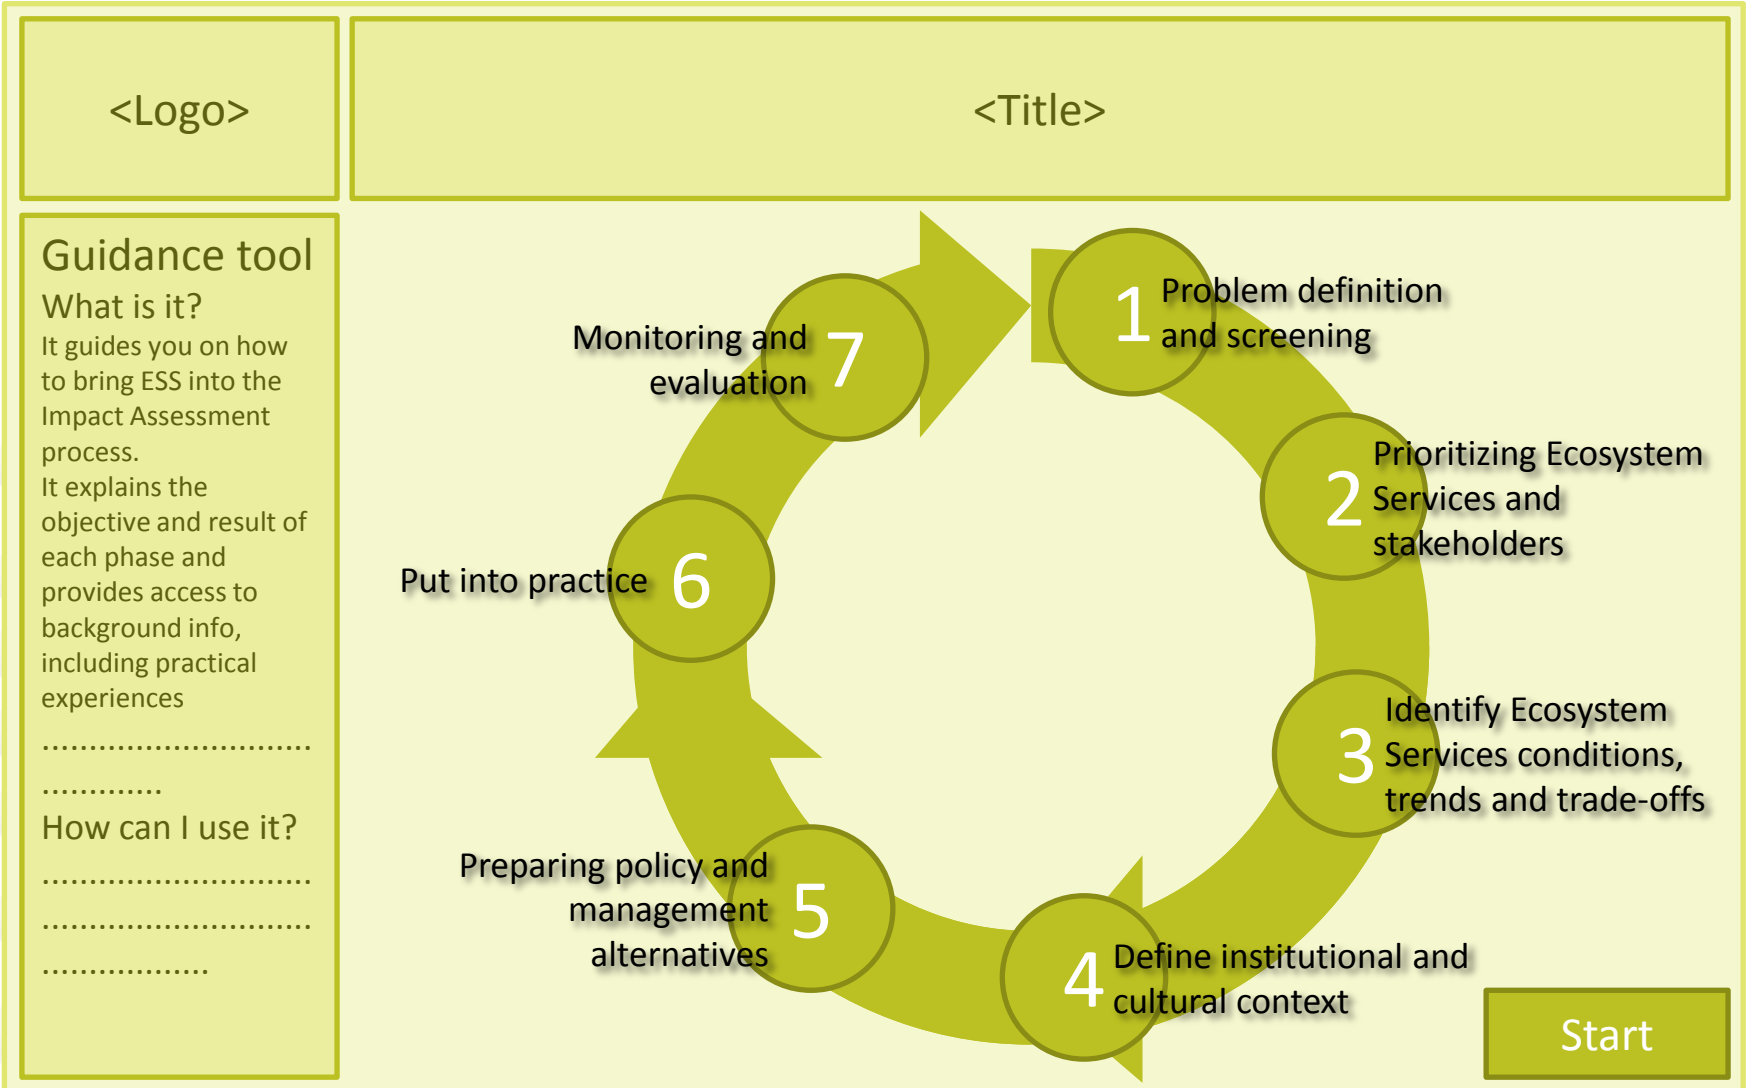 <Logo>
<Title>
Guidance tool
What is it?
It guides you on how
to bring ESS into the
Impact Assessment
process.
It explains the
objective and result of
each phase and
provides access to
background info,
including practical
experiences
.............................
.............
How can I use it?
.............................
.............................
..................
1
Problem definition
and screening
2
Prioritizing Ecosystem
Services and
stakeholders
3
Identify Ecosystem
Services conditions,
trends and trade-offs
4
Define institutional and
cultural context
5
Preparing policy and
management
alternatives
6
Put into practice
7
Monitoring and
evaluation
Start